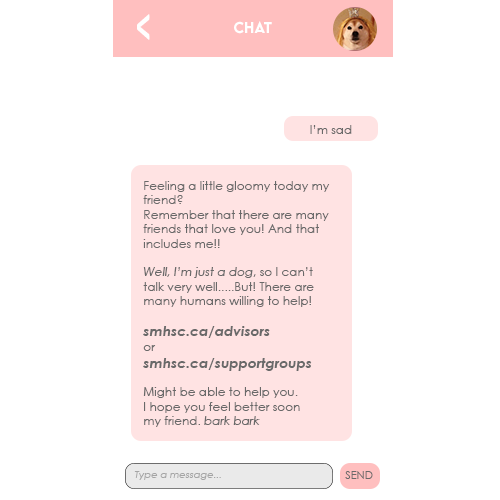 CHAT
I'm sad
Feeling a little gloomy today my
friend?
Remember that there are many
friends that love you! And that
includes me!!
Well, I'm just a dog, so I can't
talk very well.....But! There are
many humans willing to help!
smhsc.ca/advisors
or
smhsc.ca/supportgroups
Might be able to help you.
I hope you feel better soon
my friend. bark bark
Type a message...
SEND